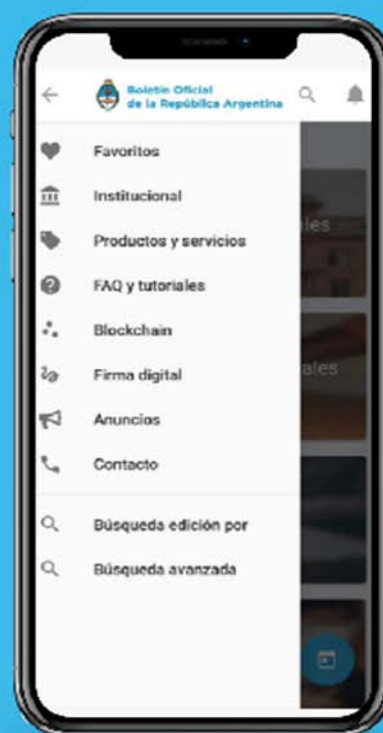 Boletín Oficial
de la República Argentina
Favoritos
Institucional
Productos y servicios
FAQ y tutoriales
Blockchain
Firma digital
Anuncios
Contacto
Búsqueda edición por
Búsqueda avanzada